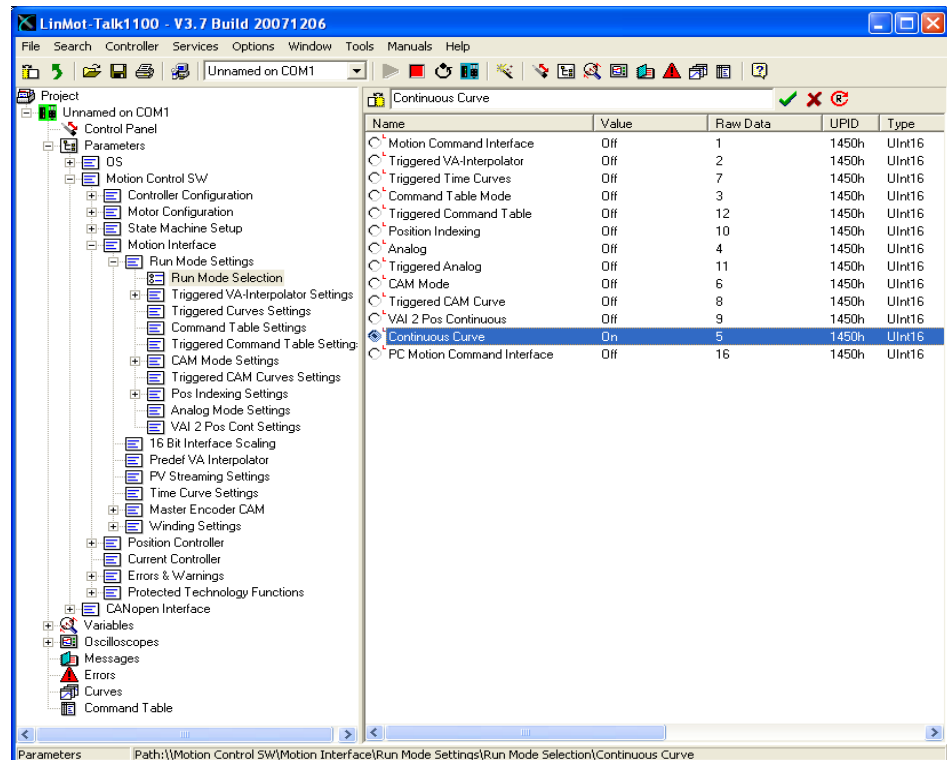 LinMot-Talk1100 - V3.7 Build 20071206
File Search Controller Services Options Window Tools Manuals Help
Unnamed on COM1
Project
Unnamed on COM1
Control Panel
Parameters
OS
Motion Control SW
Controller Configuration
Motor Configuration
State Machine Setup
Motion Interface
Run Mode Settings
Run Mode Selection
Triggered VA-Interpolator Settings
Triggered Curves Settings
Command Table Settings
Triggered Command Table Setting:
CAM Mode Settings
Triggered CAM Curves Settings
Pos Indexing Settings
Analog Mode Settings
VAI 2 Pos Cont Settings
16 Bit Interface Scaling
Predef VA Interpolator
PV Streaming Settings
Time Curve Settings
Master Encoder CAM
Winding Settings
Position Controller
Current Controller
Errors & Warnings
Protected Technology Functions
CANopen Interface
Variables
Oscilloscopes
Messages
Errors
Curves
Command Table
Continuous Curve
Name Value Raw Data UPID Type
Motion Command Interface Off 1 1450h UInt16
Triggered VA-Interpolator Off 2 1450h UInt16
Triggered Time Curves Off 7 1450h UInt16
Command Table Mode Off 3 1450h UInt16
Triggered Command Table Off 12 1450h UInt16
Position Indexing Off 10 1450h UInt16
Analog Off 4 1450h UInt16
Triggered Analog Off 11 1450h UInt16
CAM Mode Off 6 1450h UInt16
Triggered CAM Curve Off 8 1450h UInt16
VAI 2 Pos Continuous Off 9 1450h UInt16
Continuous Curve On 5 1450h UInt16
PC Motion Command Interface Off 16 1450h UInt16
Parameters Path:\\Motion Control SW\Motion Interface\Run Mode Settings\Run Mode Selection\Continuous Curve